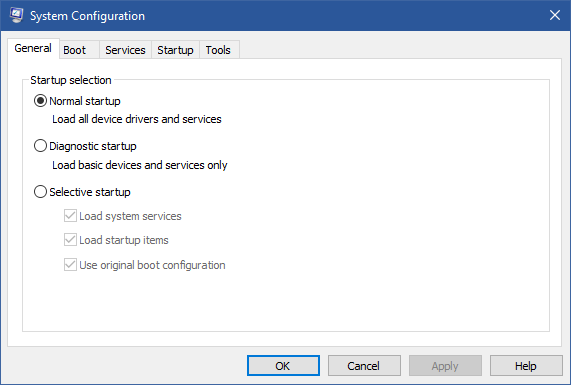 System Configuration
General Boot Services Startup Tools
Startup selection
Normal startup
Load all device drivers and services
Diagnostic startup
Load basic devices and services only
Selective startup
Load system services
Load startup items
Use original boot configuration
OK Cancel Apply Help